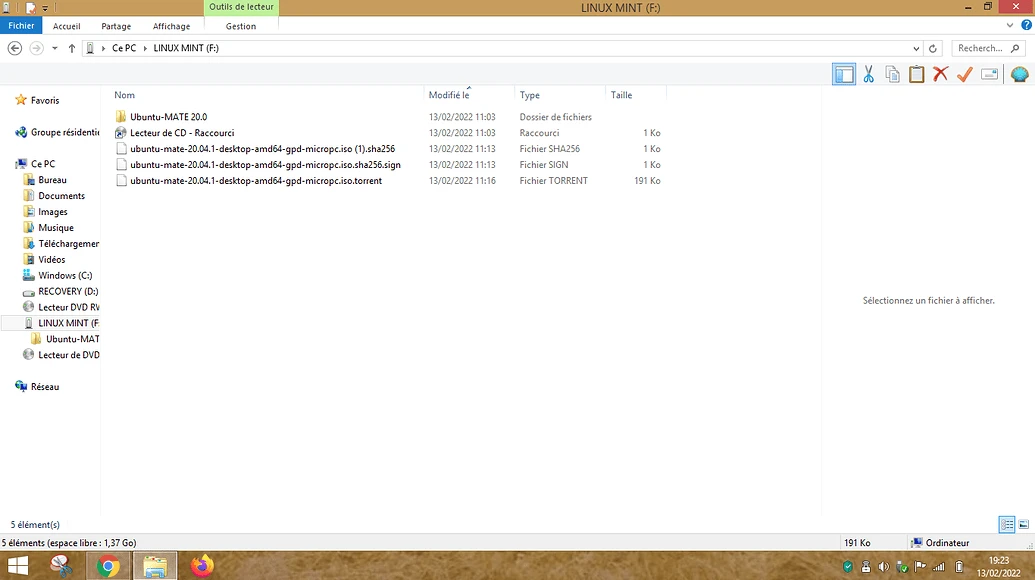 Outils de lecteur
LINUX MINT (F:)
Fichier
Accueil
Partage
Affichage
Gestion
Ce PC
LINUX MINT (F:)
Recherch...
Nom
Modifié le
Type
Taille
Favoris
Groupe résidentie
Ce PC
Bureau
Documents
Images
Musique
Téléchargemen
Vidéos
Windows (C:)
RECOVERY (D:)
Lecteur DVD RW
LINUX MINT (F:
Ubuntu-MAT
Lecteur de DVD
Réseau
Ubuntu-MATE 20.0 13/02/2022 11:03 Dossier de fichiers
Lecteur de CD - Raccourci 13/02/2022 11:03 Raccourci 1 Ko
ubuntu-mate-20.04.1-desktop-amd64-gpd-micropc.iso (1).sha256 13/02/2022 11:13 Fichier SHA256 1 Ko
ubuntu-mate-20.04.1-desktop-amd64-gpd-micropc.iso.sha256.sign 13/02/2022 11:13 Fichier SIGN 1 Ko
ubuntu-mate-20.04.1-desktop-amd64-gpd-micropc.iso.torrent 13/02/2022 11:16 Fichier TORRENT 191 Ko
Sélectionnez un fichier à afficher.
5 élément(s)
5 éléments (espace libre : 1,37 Go)
191 Ko
Ordinateur
19:23
13/02/2022